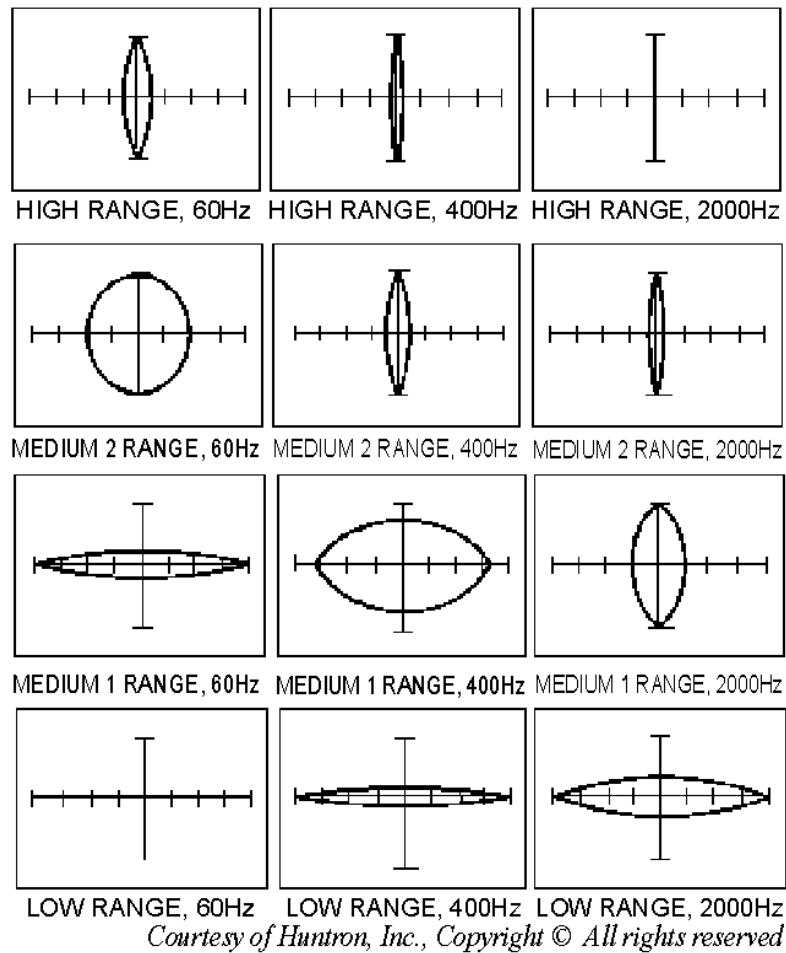 HIGH RANGE, 60Hz HIGH RANGE, 400Hz HIGH RANGE, 2000Hz
MEDIUM 2 RANGE, 60Hz MEDIUM 2 RANGE, 400Hz MEDIUM 2 RANGE, 2000Hz
MEDIUM 1 RANGE, 60Hz MEDIUM 1 RANGE, 400Hz MEDIUM 1 RANGE, 2000Hz
LOW RANGE, 60Hz LOW RANGE, 400Hz LOW RANGE, 2000Hz
Courtesy of Huntron, Inc., Copyright © All rights reserved